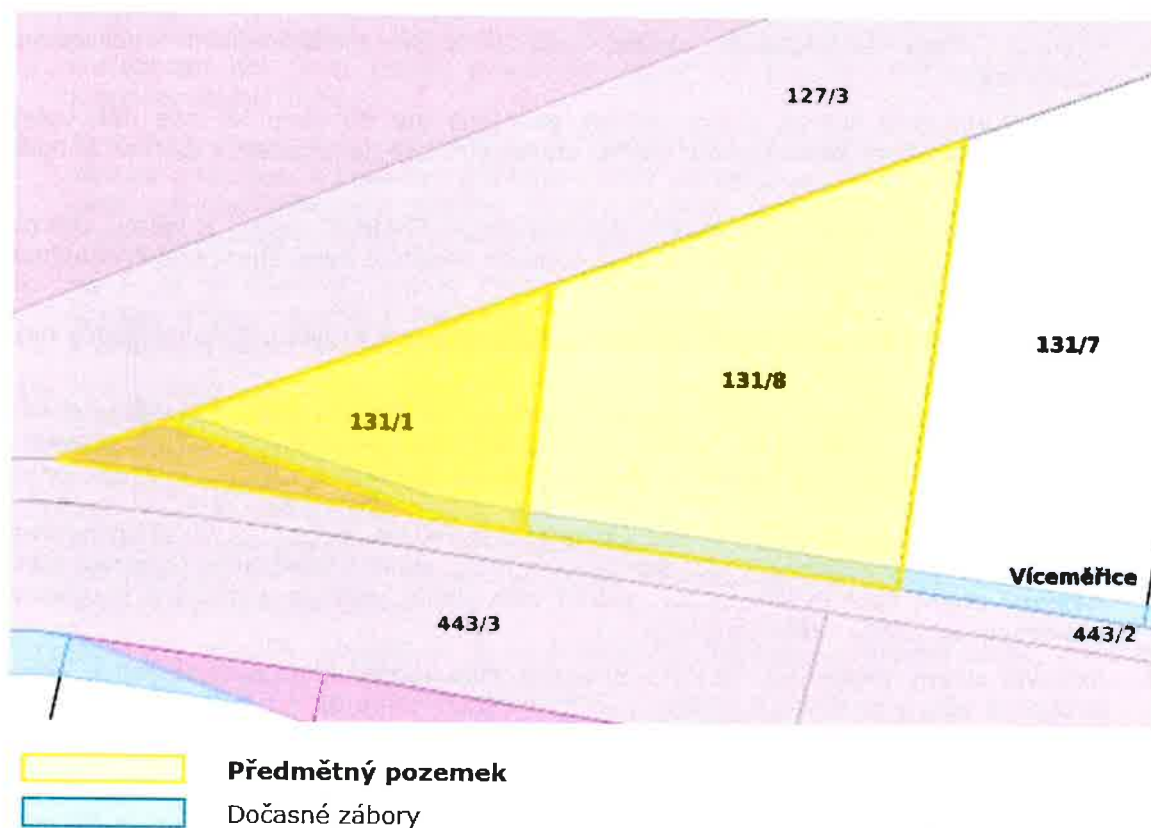 127/3
131/7
131/8
131/1
Víceměřice
443/3
443/2
Předmětný pozemek
Dočasné zábory